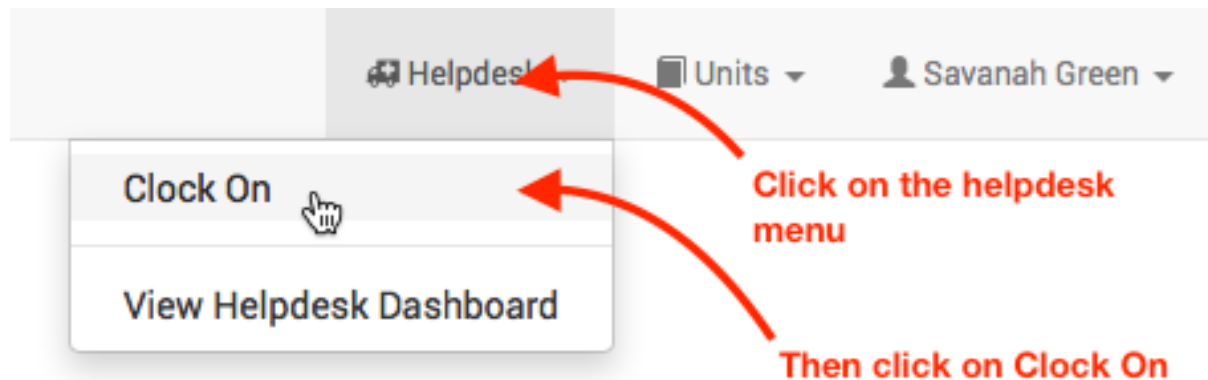 Helpdesk Units Savanah Green
Clock On
View Helpdesk Dashboard
Click on the helpdesk
menu
Then click on Clock On